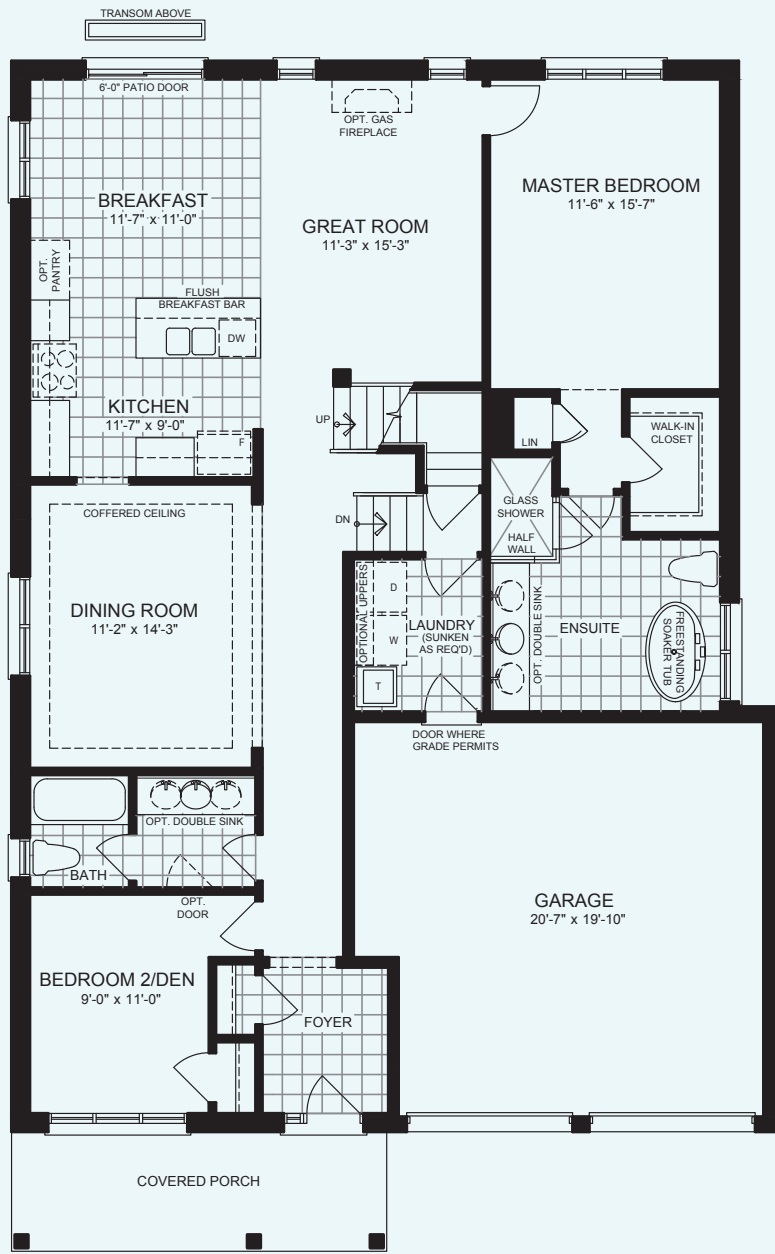 TRANSOM ABOVE
6'-0" PATIO DOOR
OPT. GAS
FIREPLACE
BREAKFAST
11'-7" x 11'-0"
MASTER BEDROOM
11'-6" x 15'-7"
GREAT ROOM
11'-3" x 15'-3"
OPT.
PANTRY
FLUSH
BREAKFAST BAR
DW
KITCHEN
11'-7" x 9'-0"
F
UP
LIN
WALK-IN
CLOSET
COFFERED CEILING
DN
GLASS
SHOWER
HALF
WALL
DINING ROOM
11'-2" x 14'-3"
OPTIONAL UPPERS
D
W
T
LAUNDRY
(SUNKEN
AS REQ'D)
OPT. DOUBLE SINK
ENSUITE
FREESTANDING
SOAKER TUB
DOOR WHERE
GRADE PERMITS
OPT. DOUBLE SINK
BATH
OPT.
DOOR
GARAGE
20'-7" x 19'-10"
BEDROOM 2/DEN
9'-0" x 11'-0"
FOYER
COVERED PORCH